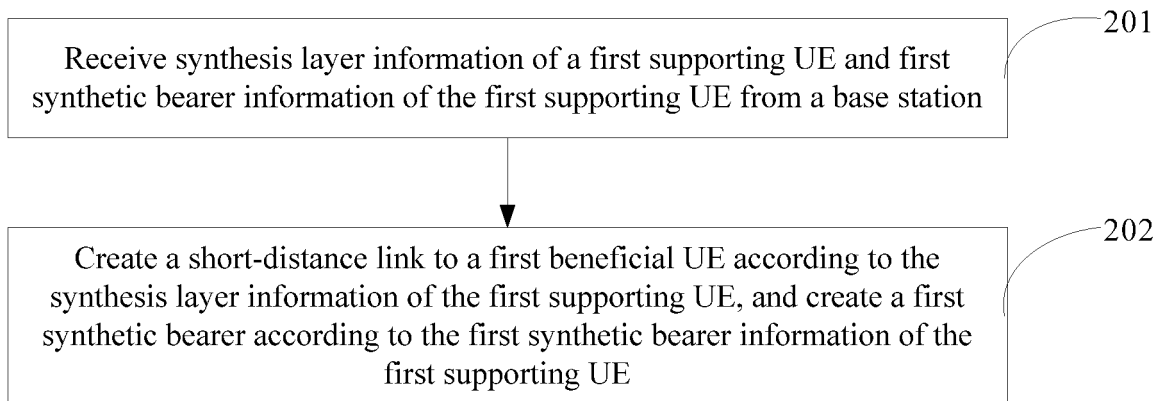 201
Receive synthesis layer information of a first supporting UE and first
synthetic bearer information of the first supporting UE from a base station
202
Create a short-distance link to a first beneficial UE according to the
synthesis layer information of the first supporting UE, and create a first
synthetic bearer according to the first synthetic bearer information of the
first supporting UE